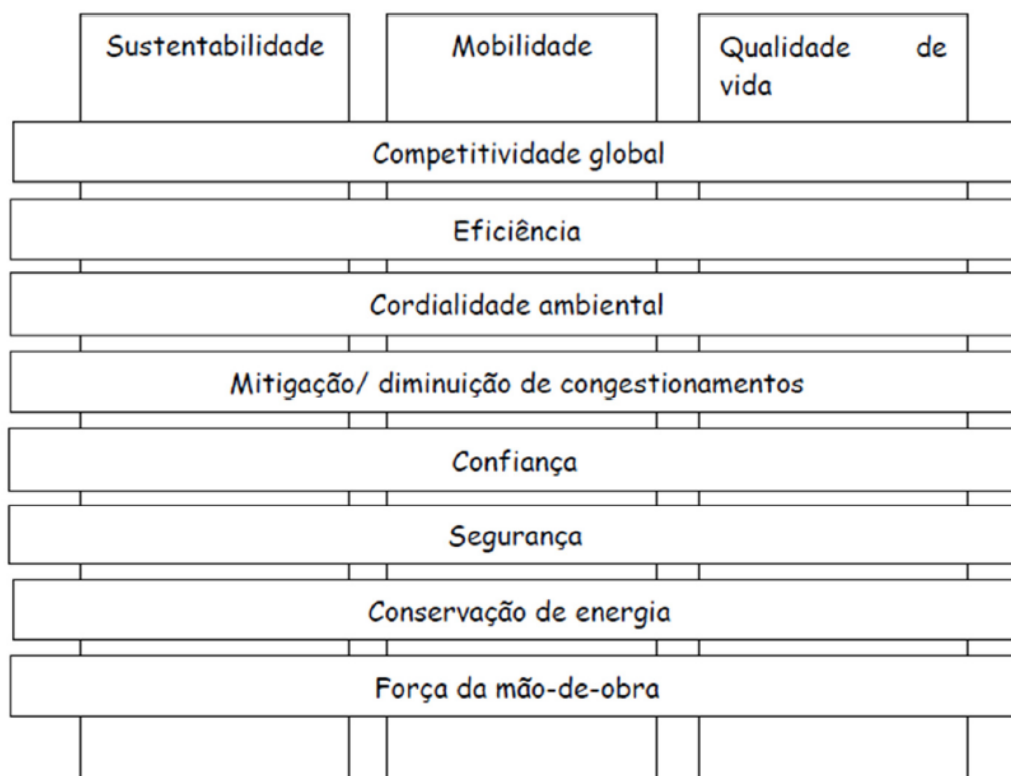 Sustentabilidade
Mobilidade
Qualidade de
vida
Competitividade global
Eficiência
Cordialidade ambiental
Mitigação/ diminuição de congestionamentos
Confiança
Segurança
Conservação de energia
Força da mão-de-obra